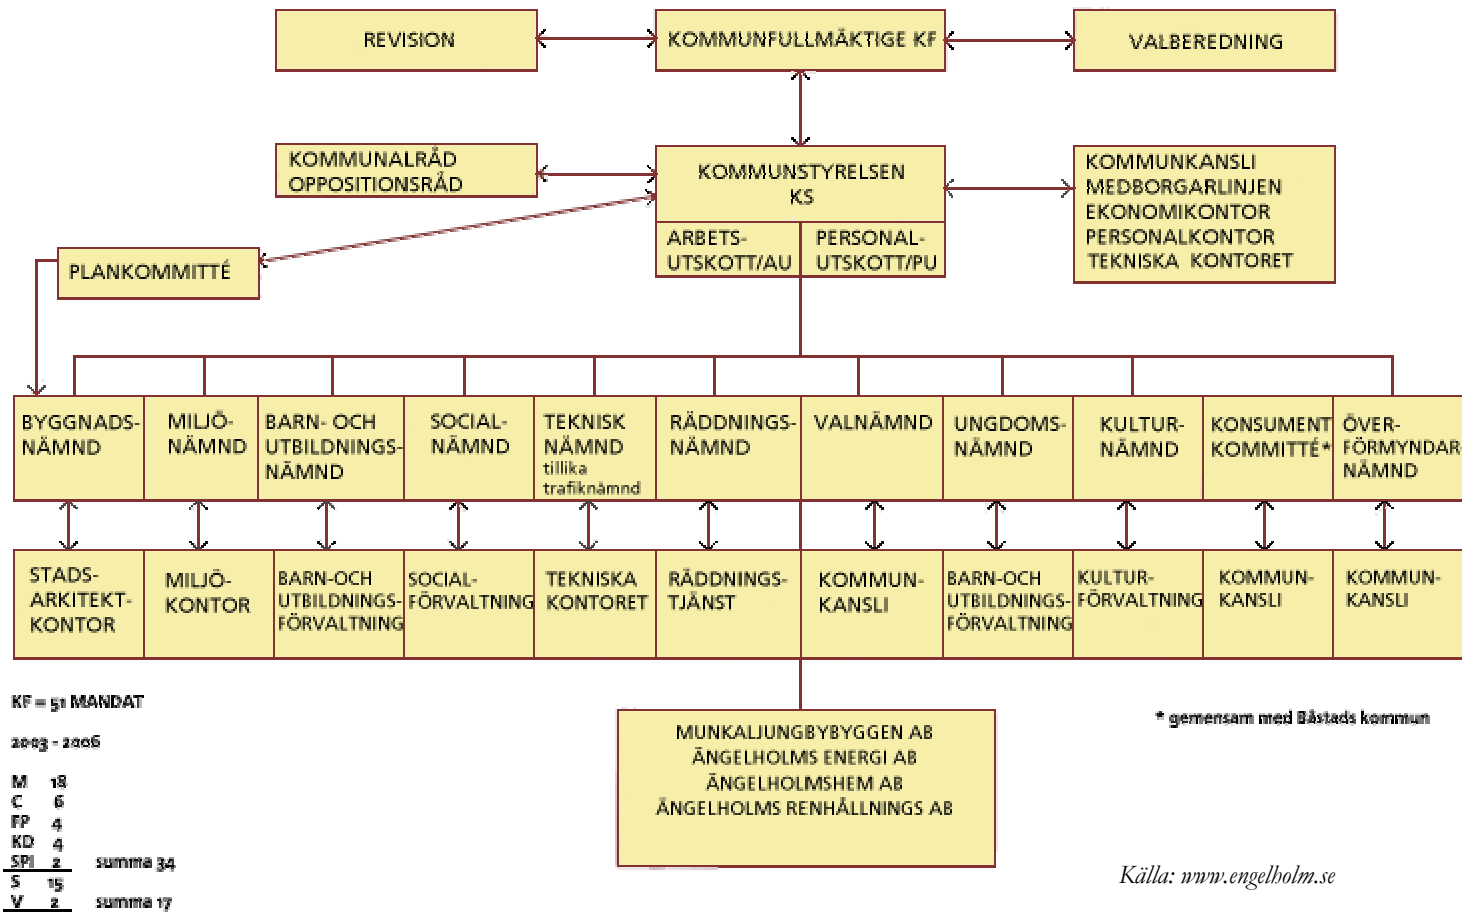 REVISION
KOMMUNFULLMÄKTIGE KF
VALBEREDNING
KOMMUNALRÅD
OPPOSITIONSRÅD
KOMMUNSTYRELSEN
KS
ARBETS-
UTSKOTT/AU
PERSONAL-
UTSKOTT/PU
KOMMUNKANSLI
MEDBORGARLINJEN
EKONOMIKONTOR
PERSONALKONTOR
TEKNISKA KONTORET
PLANKOMMITTÉ
BYGGNADS-
NÄMND
MILJÖ-
NÄMND
BARN- OCH
UTBILDNINGS-
NÄMND
SOCIAL-
NÄMND
TEKNISK
NÄMND
tillika
trafiknämnd
RÄDDNINGS-
NÄMND
VALNÄMND
UNGDOMS-
NÄMND
KULTUR-
NÄMND
KONSUMENT
KOMMITTÉ*
ÖVER-
FÖRMYNDAR-
NÄMND
STADS-
ARKITEKT-
KONTOR
MILJÖ-
KONTOR
BARN-OCH
UTBILDNINGS-
FÖRVALTNING
SOCIAL-
FÖRVALTNING
TEKNISKA
KONTORET
RÄDDNINGS-
TJÄNST
KOMMUN-
KANSLI
BARN-OCH
UTBILDNINGS-
FÖRVALTNING
KULTUR-
FÖRVALTNING
KOMMUN-
KANSLI
KOMMUN-
KANSLI
MUNKALJUNGBYBYGGEN AB
ÄNGELHOLMS ENERGI AB
ÄNGELHOLMSHEM AB
ÄNGELHOLMS RENHÅLLNINGS AB
KF = 51 MANDAT
2003 - 2006
M 18
C 6
FP 4
KD 4
SPI 2 summa 34
S 15
V 2 summa 17
* gemensam med Båstads kommun
Källa: www.engelholm.se